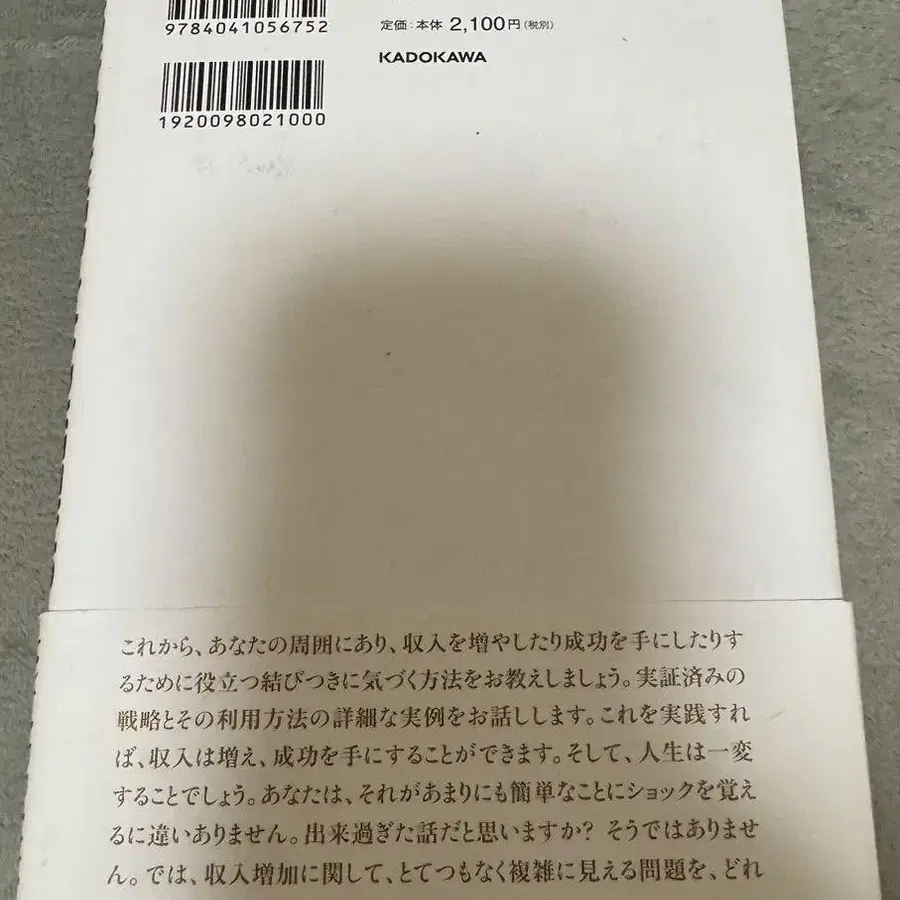 9784041056752
定価:本体 2,100円(税別)
KADOKAWA
1920098021000
これから、あなたの周囲にあり、収入を増やしたり成功を手にしたりす
るために役立つ結びつきに気づく方法をお教えしましょう。実証済みの
戦略とその利用方法の詳細な実例をお話しします。これを実践すれ
ば、収入は増え、成功を手にすることができます。そして、人生は一変
することでしょう。あなたは、それがあまりにも簡単なことにショックを覚え
るに違いありません。出来過ぎた話だと思いますか? そうではありませ
ん。では、収入増加に関して、とてつもなく複雑に見える問題を、どれ